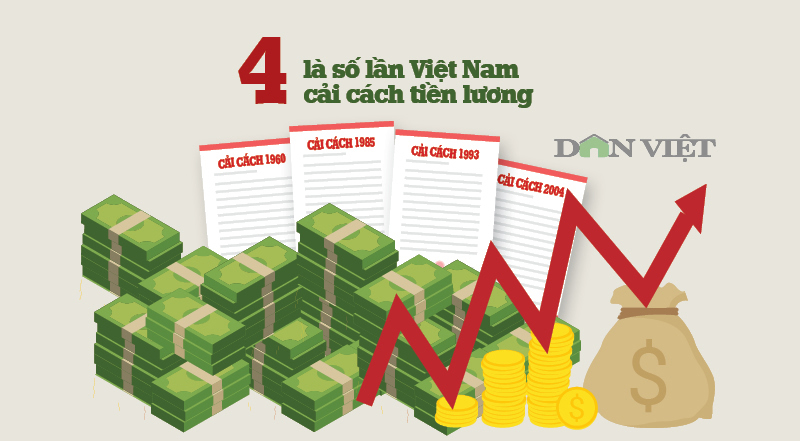 4
là số lần Việt Nam
cải cách tiền lương
DÂN VIỆT
CẢI CÁCH 1960
CẢI CÁCH 1985
CẢI CÁCH 1993
CẢI CÁCH 2004
$
$